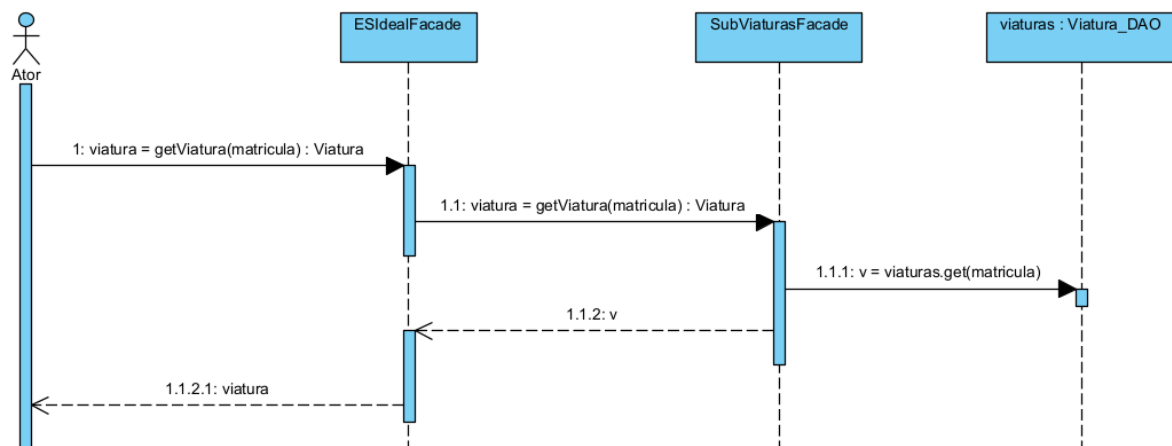 ESIdealFacade
SubViaturasFacade
viaturas : Viatura_DAO
Ator
1: viatura = getViatura(matricula) : Viatura
1.1: viatura = getViatura(matricula) : Viatura
1.1.1: v = viaturas.get(matricula)
1.1.2: v
1.1.2.1: viatura